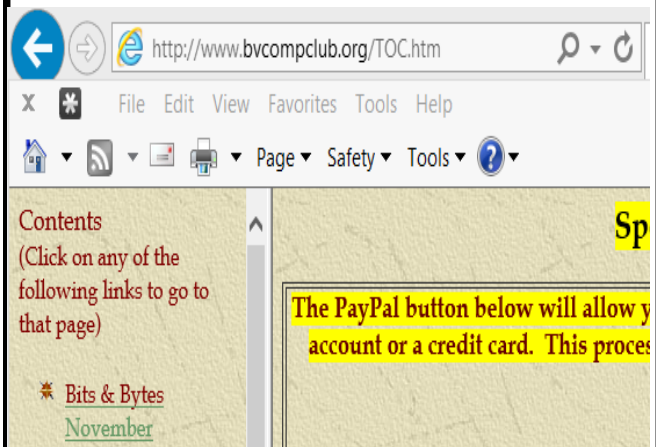 http://www.bvcompclub.org/TOC.htm
X File Edit View Favorites Tools Help
Page Safety Tools ?
Contents
(Click on any of the
following links to go to
that page)
Bits & Bytes
November
Sp
The PayPal button below will allow y
account or a credit card. This proces